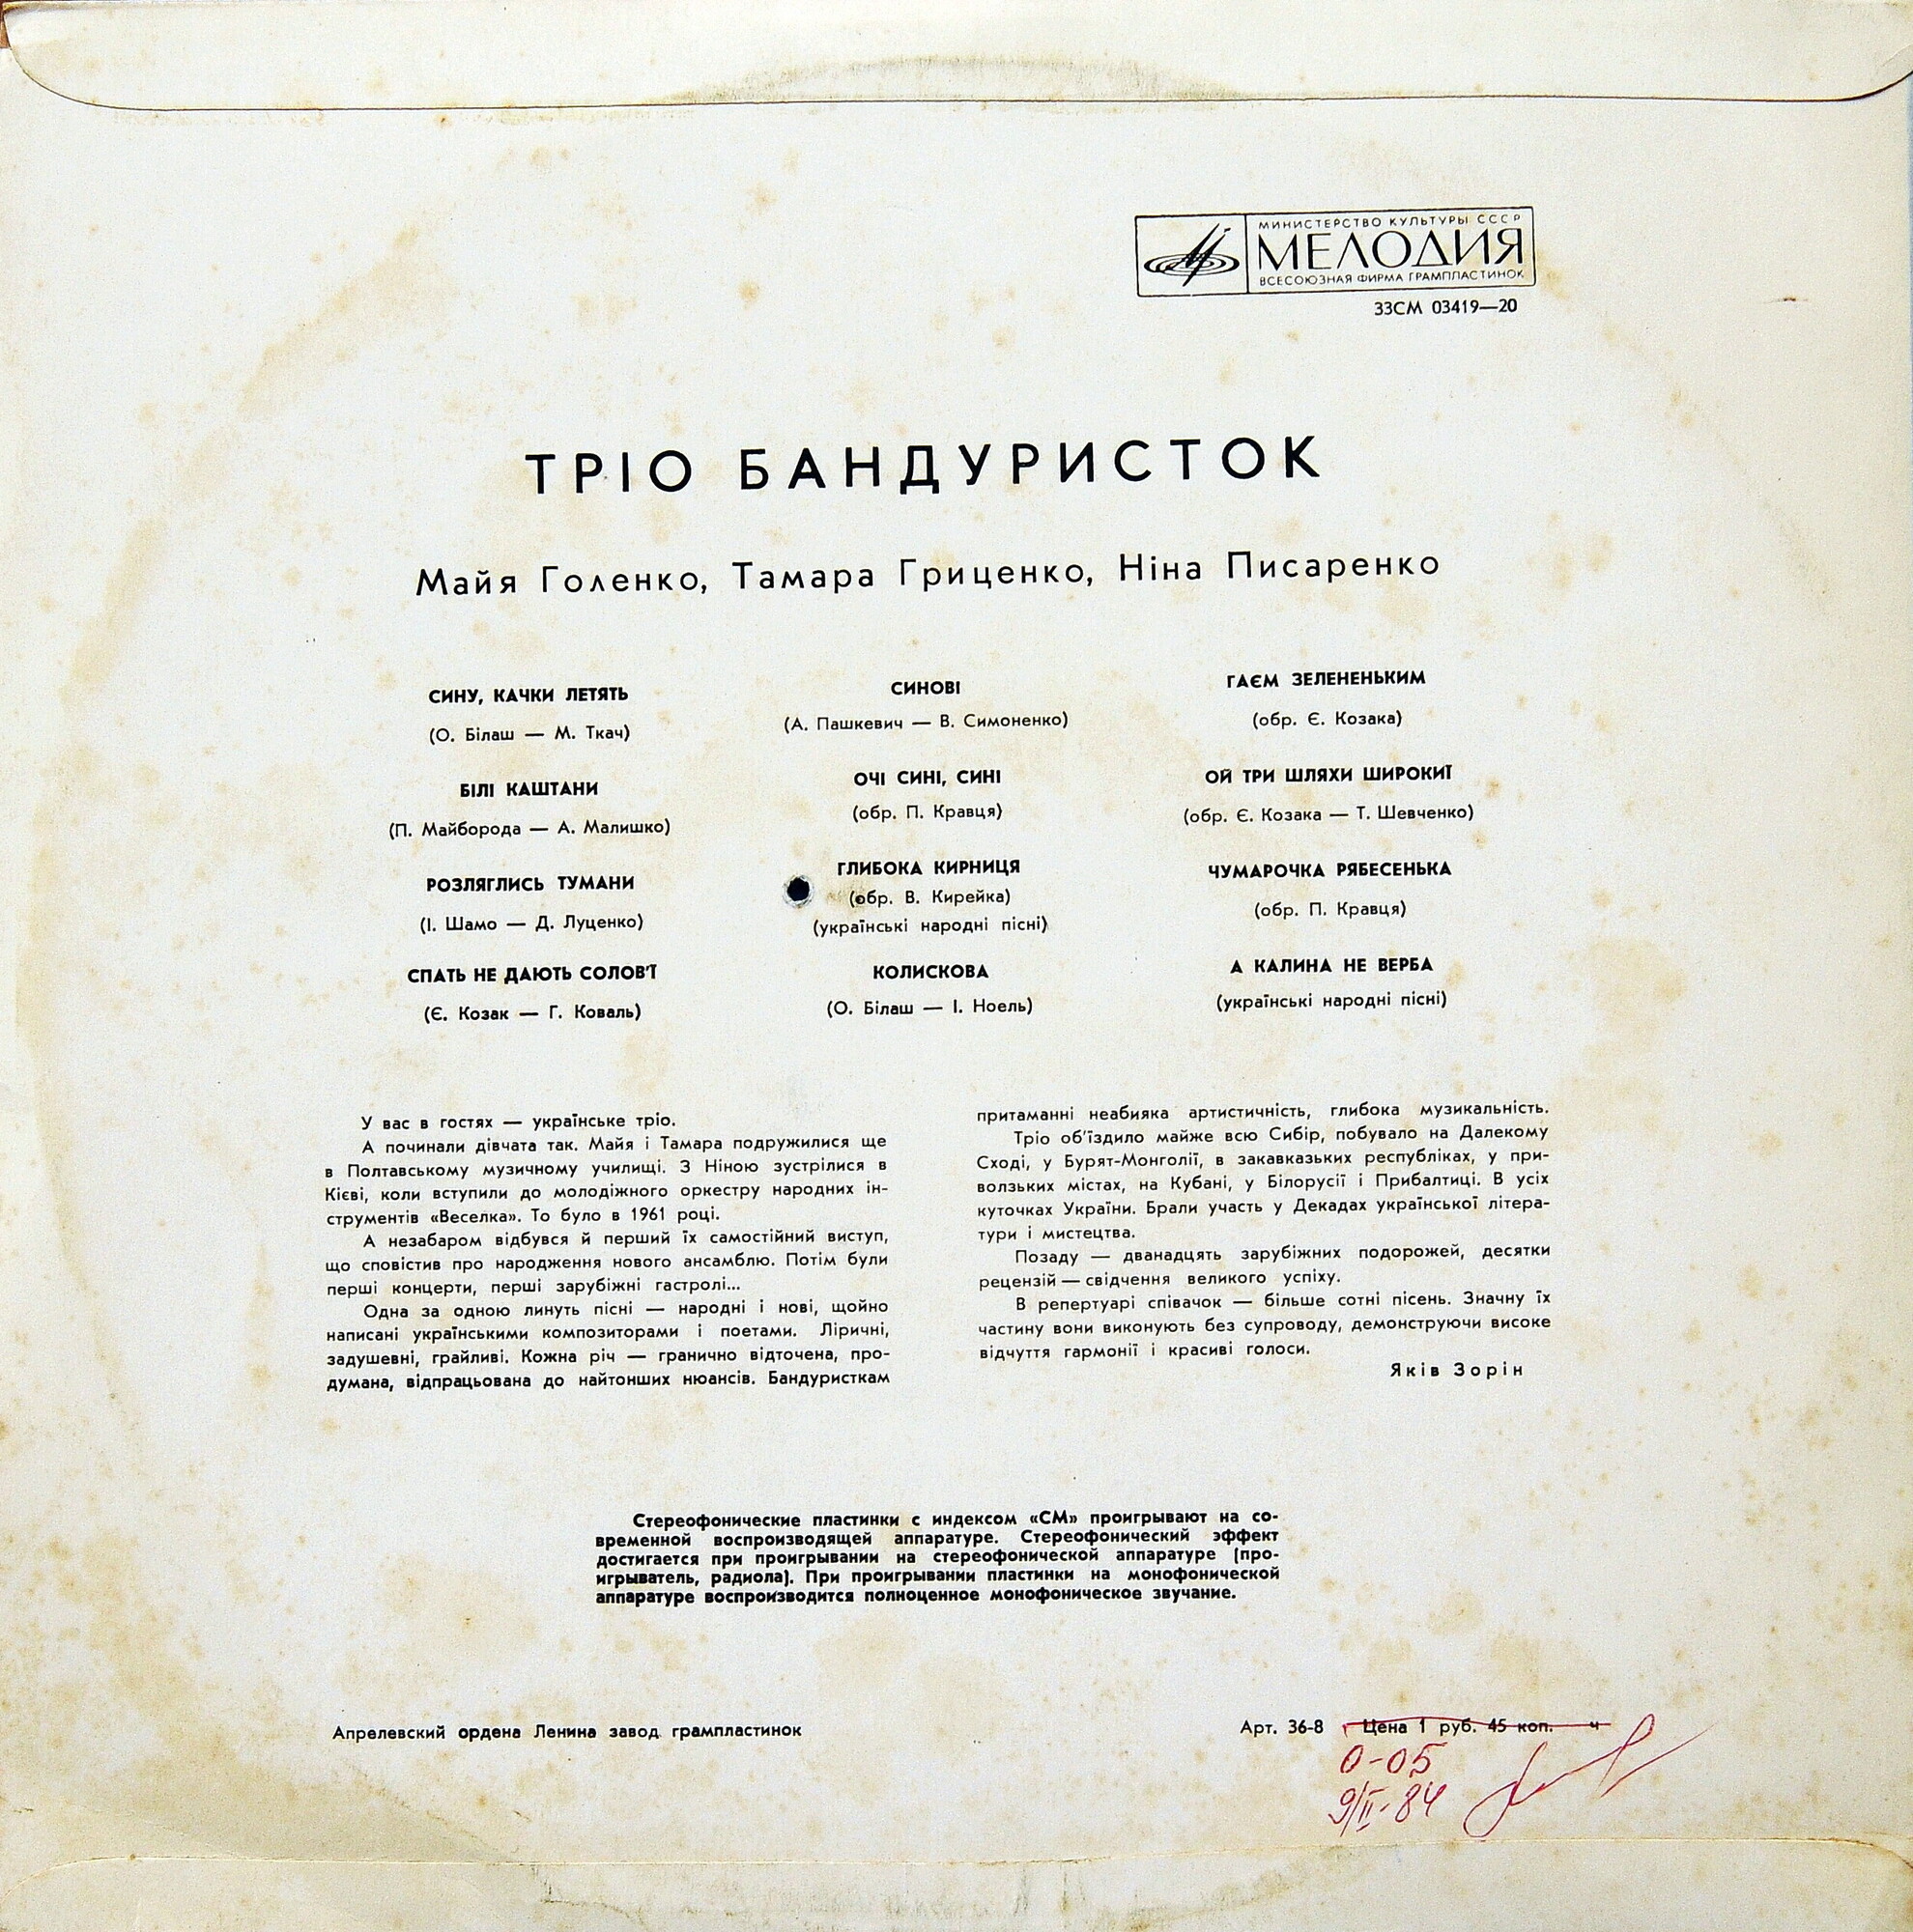 МИНИСТЕРСТВО КУЛЬТУРЫ СССР
МЕЛОДИЯ
ВСЕСОЮЗНАЯ ФИРМА ГРАМПЛАСТИНОК
33СМ 03419—20
ТРІО БАНДУРИСТОК
Майя Голенко, Тамара Гриценко, Ніна Писаренко
СИНУ, КАЧКИ ЛЕТЯТЬ
(О. Білаш — М. Ткач)
БІЛІ КАШТАНИ
(П. Майборода — А. Малишко)
РОЗЛЯГЛИСЬ ТУМАНИ
(І. Шамо — Д. Луценко)
СПАТЬ НЕ ДАЮТЬ СОЛОВ'Ї
(Є. Козак — Г. Коваль)
СИНОВІ
(А. Пашкевич — В. Симоненко)
ОЧІ СИНІ, СИНІ
(обр. П. Кравця)
ГЛИБОКА КИРНИЦЯ
(обр. В. Кирейка)
(українські народні пісні)
КОЛИСКОВА
(О. Білаш — І. Ноель)
ГАЄМ ЗЕЛЕНЕНЬКИМ
(обр. Є. Козака)
ОЙ ТРИ ШЛЯХИ ШИРОКИЇ
(обр. Є. Козака — Т. Шевченко)
ЧУМАРОЧКА РЯБЕСЕНЬКА
(обр. П. Кравця)
А КАЛИНА НЕ ВЕРБА
(українські народні пісні)
У вас в гостях — українське тріо.
А починали дівчата так. Майя і Тамара подружилися ще
в Полтавському музичному училищі. З Ніною зустрілися в
Кієві, коли вступили до молодіжного оркестру народних ін-
струментів «Веселка». То було в 1961 році.
А незабаром відбувся й перший їх самостійний виступ,
що сповістив про народження нового ансамблю. Потім були
перші концерти, перші зарубіжні гастролі...
Одна за одною линуть пісні — народні і нові, щойно
написані українськими композиторами і поетами. Ліричні,
задушевні, грайливі. Кожна річ — гранично відточена, про-
думана, відпрацьована до найтонших нюансів. Бандуристкам
притаманні неабияка артистичність, глибока музикальність.
Тріо об'їздило майже всю Сибір, побувало на Далекому
Сході, у Бурят-Монголії, в закавказьких республіках, у при-
волзьких містах, на Кубані, у Білорусії і Прибалтиці. В усіх
куточках України. Брали участь у Декадах української літера-
тури і мистецтва.
Позаду — дванадцять зарубіжних подорожей, десятки
рецензій — свідчення великого успіху.
В репертуарі співачок — більше сотні пісень. Значну їх
частину вони виконують без супроводу, демонструючи високе
відчуття гармонії і красиві голоси.
Яків Зорін
Стереофонические пластинки с индексом «СМ» проигрывают на со-
временной воспроизводящей аппаратуре. Стереофонический эффект
достигается при проигрывании на стереофонической аппаратуре (про-
игрыватель, радиола). При проигрывании пластинки на монофонической
аппаратуре воспроизводится полноценное монофоническое звучание.
Апрелевский ордена Ленина завод грампластинок
Арт. 36-8 Цена 1 руб. 45 коп.
0-05
9/II-84